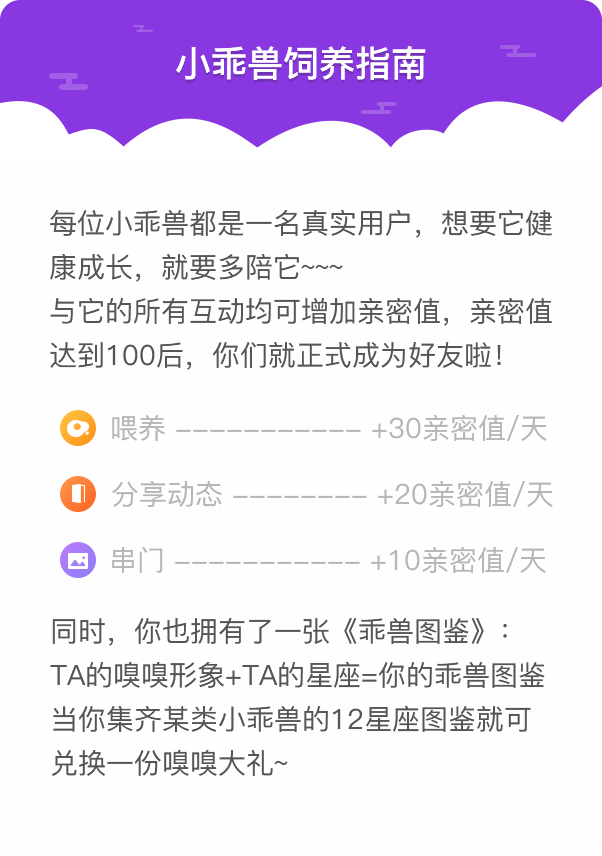 小乖兽饲养指南
每位小乖兽都是一名真实用户，想要它健
康成长，就要多陪它~~~
与它的所有互动均可增加亲密值，亲密值
达到100后，你们就正式成为好友啦！
喂养 ----------- +30亲密值/天
分享动态 -------- +20亲密值/天
串门 ----------- +10亲密值/天
同时，你也拥有了一张《乖兽图鉴》：
TA的嗅嗅形象+TA的星座=你的乖兽图鉴
当你集齐某类小乖兽的12星座图鉴就可
兑换一份嗅嗅大礼~